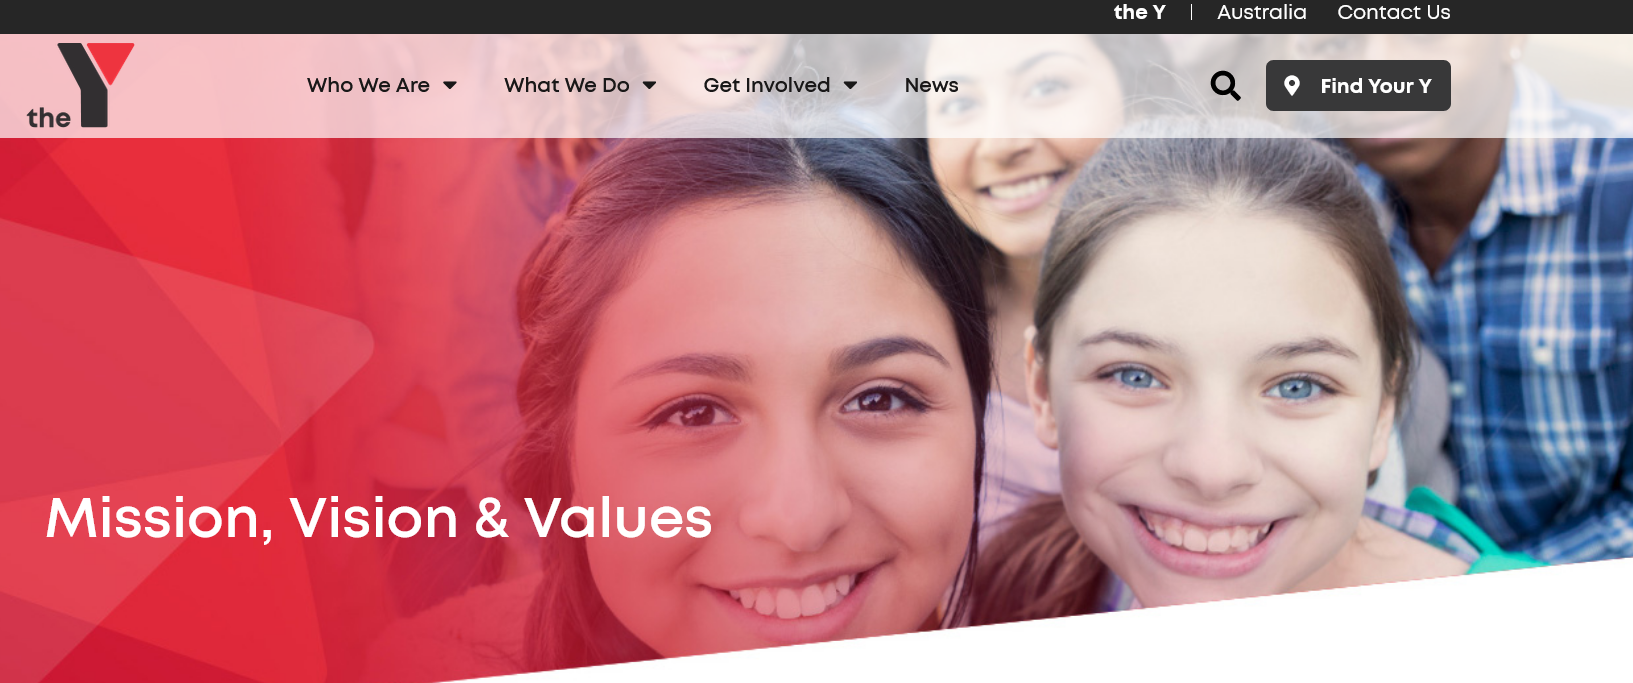 the Y | Australia Contact Us
the Y
Who We Are What We Do Get Involved News Find Your Y
Mission, Vision & Values